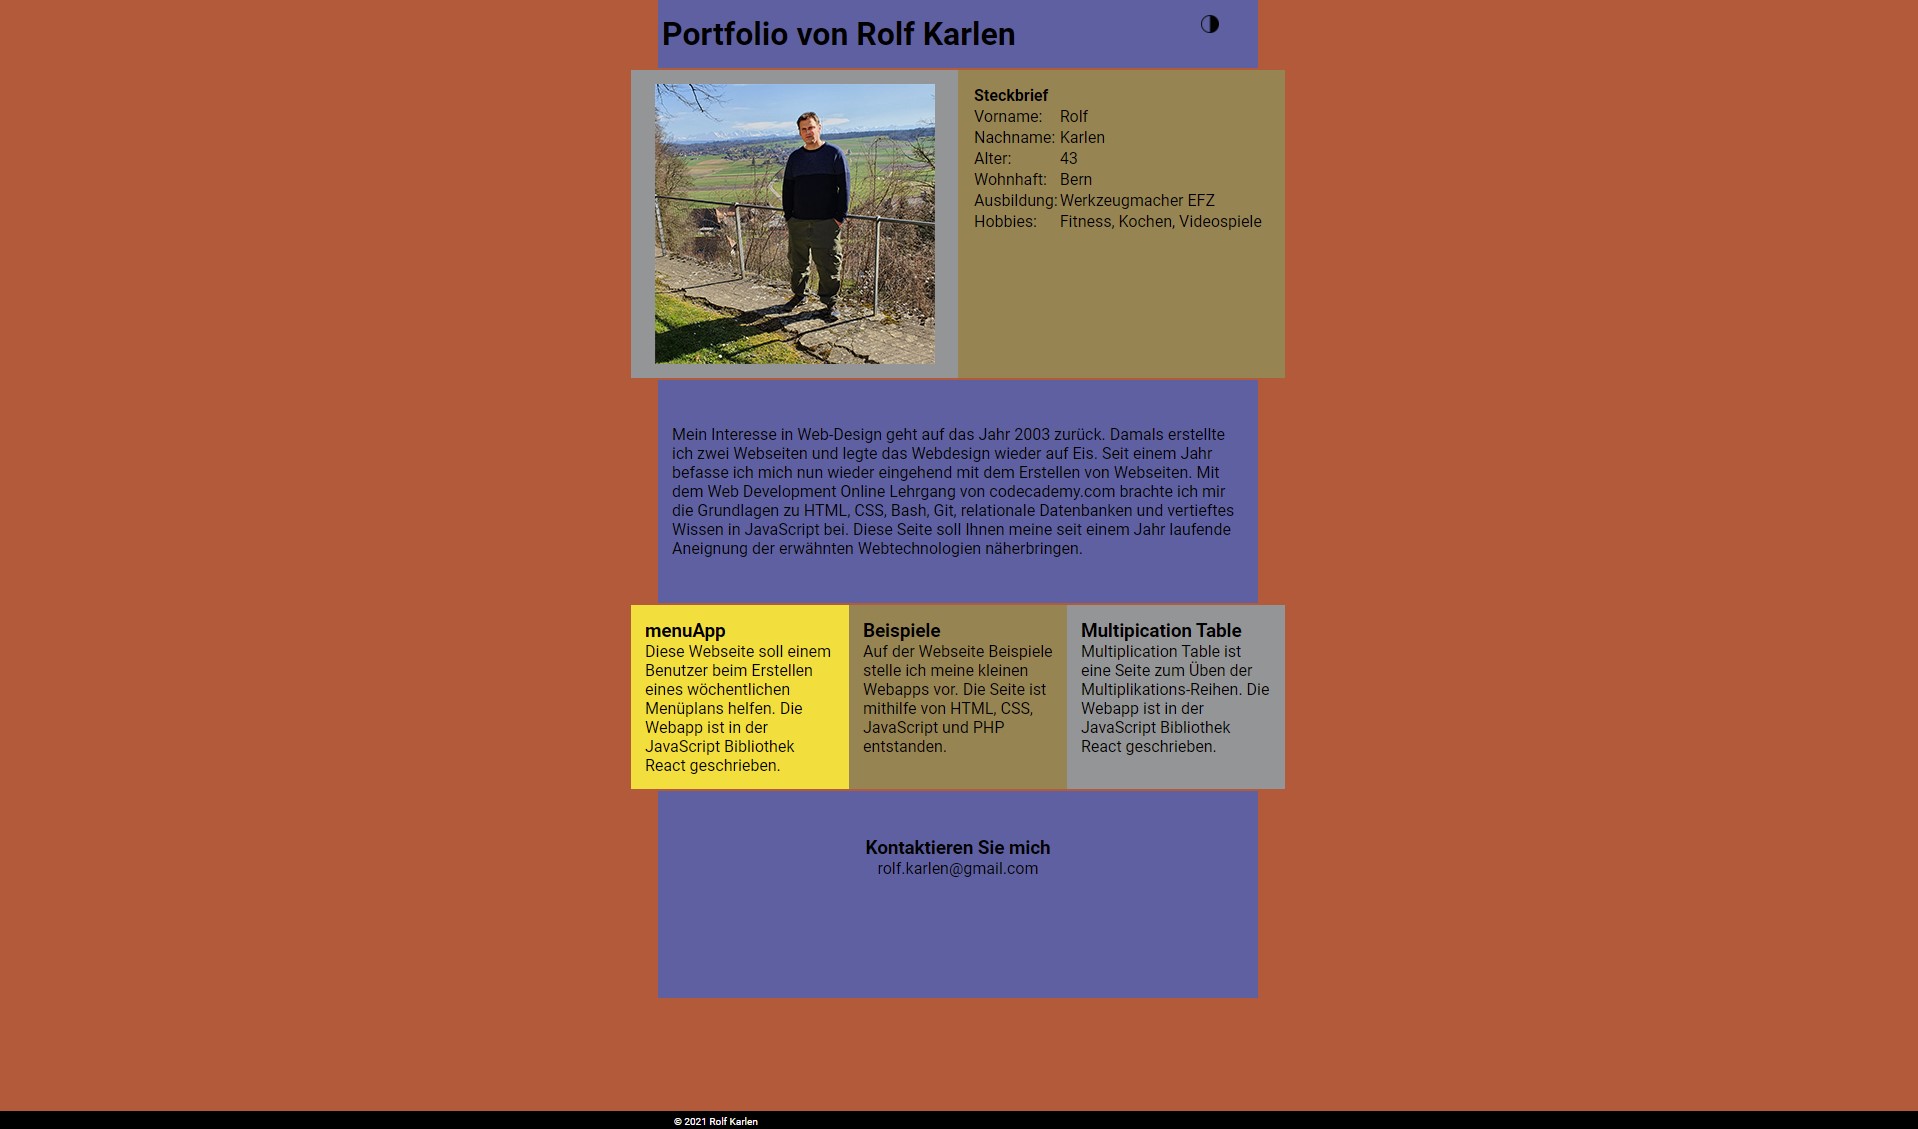 Portfolio von Rolf Karlen
Steckbrief
Vorname: Rolf
Nachname: Karlen
Alter: 43
Wohnhaft: Bern
Ausbildung: Werkzeugmacher EFZ
Hobbies: Fitness, Kochen, Videospiele
Mein Interesse in Web-Design geht auf das Jahr 2003 zurück. Damals erstellte
ich zwei Webseiten und legte das Webdesign wieder auf Eis. Seit einem Jahr
befasse ich mich nun wieder eingehend mit dem Erstellen von Webseiten. Mit
dem Web Development Online Lehrgang von codecademy.com brachte ich mir
die Grundlagen zu HTML, CSS, Bash, Git, relationale Datenbanken und vertieftes
Wissen in JavaScript bei. Diese Seite soll Ihnen meine seit einem Jahr laufende
Aneignung der erwähnten Webtechnologien näherbringen.
menuApp
Diese Webseite soll einem
Benutzer beim Erstellen
eines wöchentlichen
Menüplans helfen. Die
Webapp ist in der
JavaScript Bibliothek
React geschrieben.
Beispiele
Auf der Webseite Beispiele
stelle ich meine kleinen
Webapps vor. Die Seite ist
mithilfe von HTML, CSS,
JavaScript und PHP
entstanden.
Multipication Table
Multiplication Table ist
eine Seite zum Üben der
Multiplikations-Reihen. Die
Webapp ist in der
JavaScript Bibliothek
React geschrieben.
Kontaktieren Sie mich
rolf.karlen@gmail.com
© 2021 Rolf Karlen